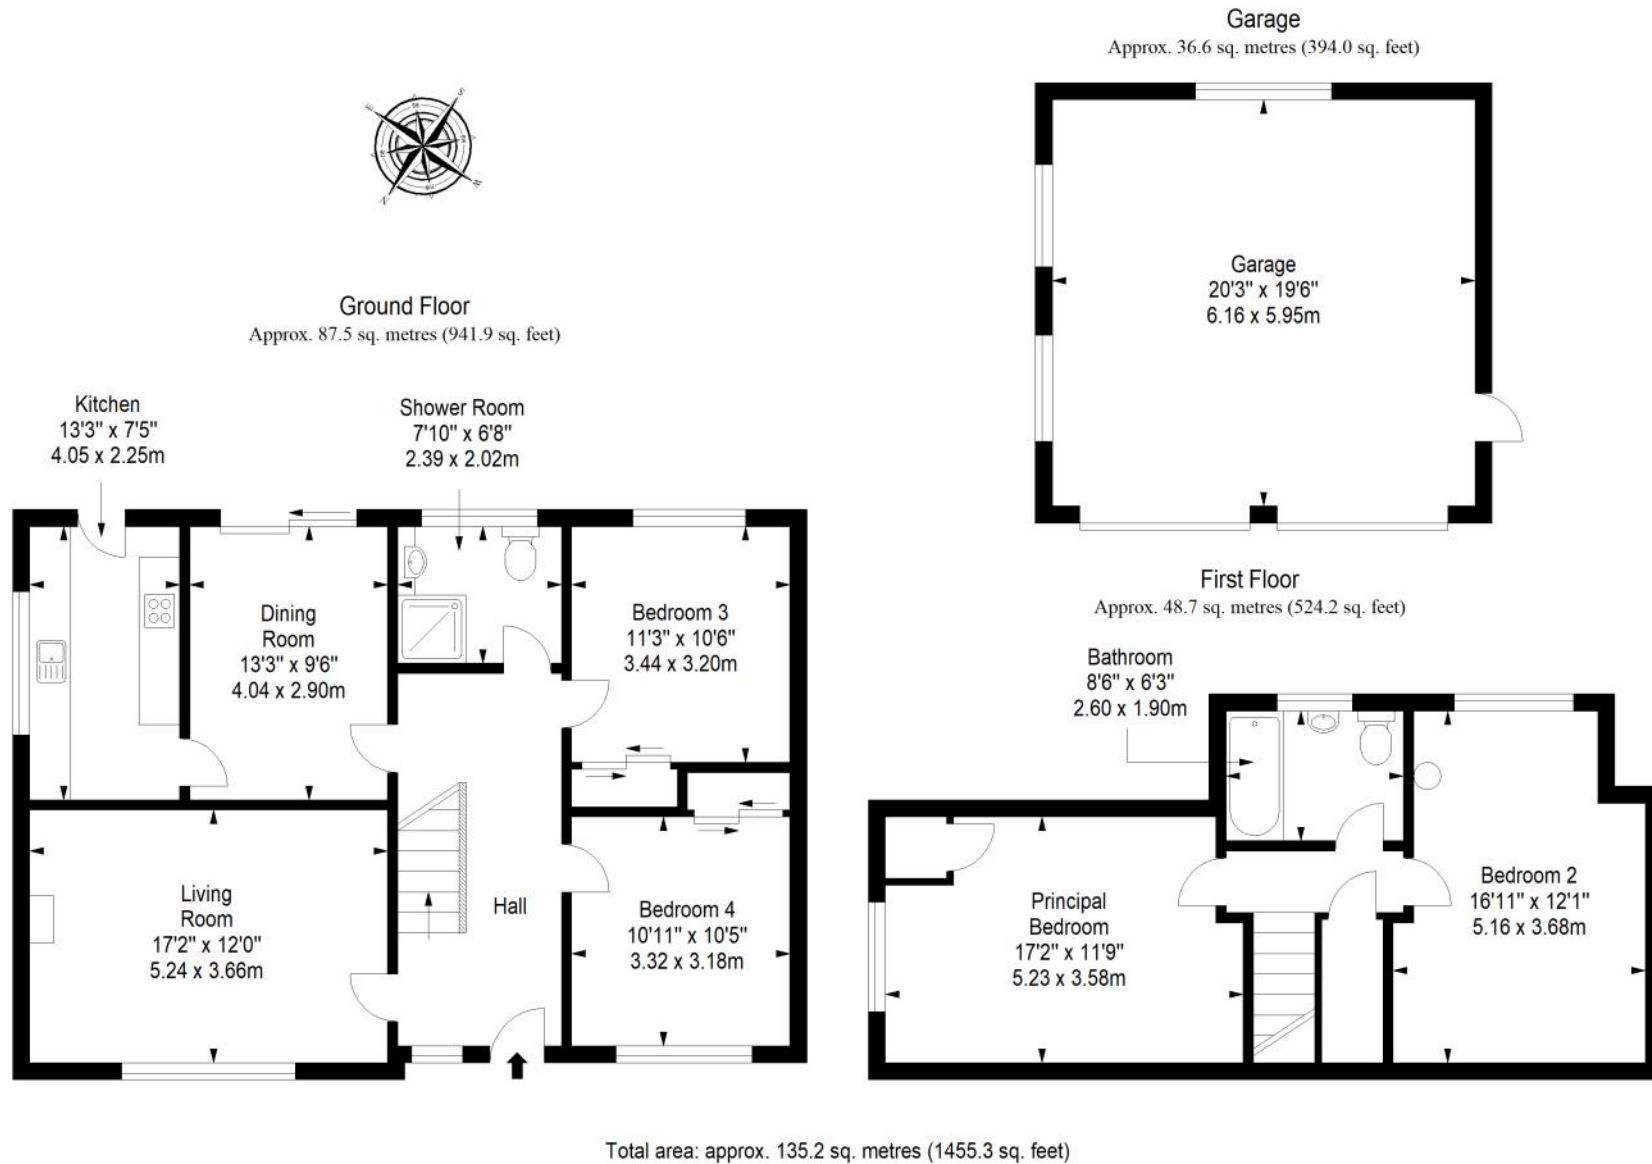 Garage
Approx. 36.6 sq. metres (394.0 sq. feet)
S
E
W
N
Garage
20'3" x 19'6"
6.16 x 5.95m
Ground Floor
Approx. 87.5 sq. metres (941.9 sq. feet)
Kitchen
13'3" x 7'5"
4.05 x 2.25m
Shower Room
7'10" x 6'8"
2.39 x 2.02m
Dining
Room
13'3" x 9'6"
4.04 x 2.90m
Bedroom 3
11'3" x 10'6"
3.44 x 3.20m
Living
Room
17'2" x 12'0"
5.24 x 3.66m
Hall
Bedroom 4
10'11" x 10'5"
3.32 x 3.18m
First Floor
Approx. 48.7 sq. metres (524.2 sq. feet)
Bathroom
8'6" x 6'3"
2.60 x 1.90m
Principal
Bedroom
17'2" x 11'9"
5.23 x 3.58m
Bedroom 2
16'11" x 12'1"
5.16 x 3.68m
Total area: approx. 135.2 sq. metres (1455.3 sq. feet)